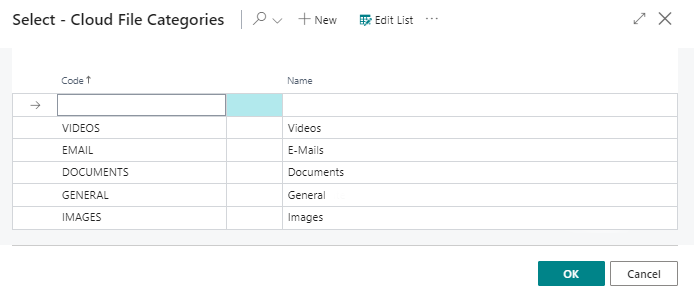 Select - Cloud File Categories New Edit List ...
Code ↑ Name
VIDEOS Videos
EMAIL E-Mails
DOCUMENTS Documents
GENERAL General
IMAGES Images
OK Cancel